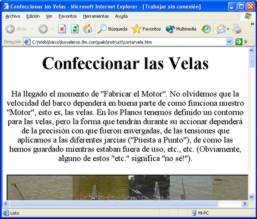 Confeccionar las Velas - Microsoft Internet Explorer - [Trabajar sin conexión]
Archivo Edición Ver Favoritos Herramientas Ayuda
Atrás Búsqueda Favoritos Multimedia
Dirección
Confeccionar las Velas
Ha llegado el momento de "Fabricar el Motor". No olvidemos que la
velocidad del barco dependerá en buena parte de como funciona nuestro
"Motor", esto es, las velas. En los Planos tenemos definido un contorno
para las velas, pero la forma que tendrán durante su accionar dependerá
de la precisión con que fueron envergadas, de las tensiones que
aplicamos a las diferentes jarcias ("Puesta a Punto"), de como las
hemos guardado mientras estaban fuera de uso, etc., etc. (Obviamente,
alguno de estos "etc." significa "no sé!").
Listo
Mi PC